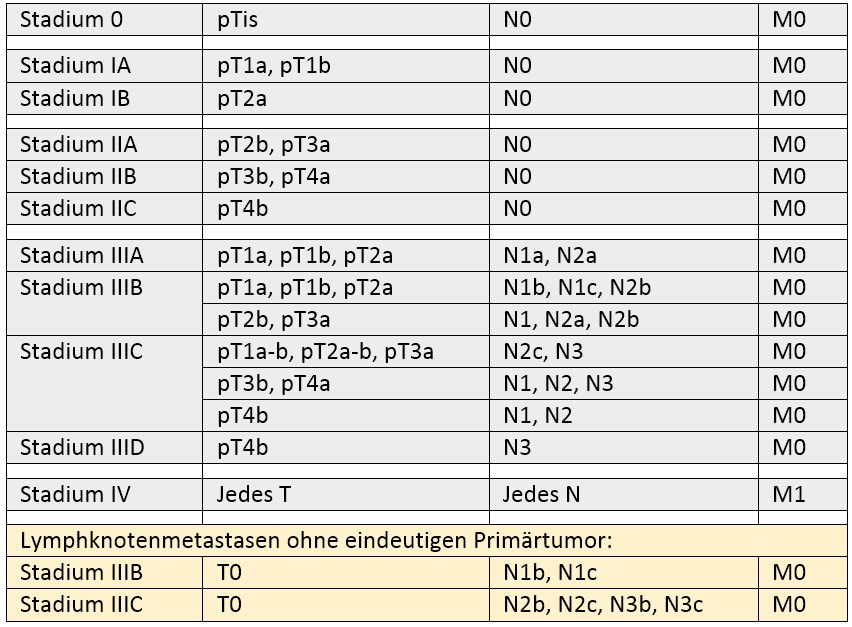 Stadium 0 pTis N0 M0
Stadium IA pT1a, pT1b N0 M0
Stadium IB pT2a N0 M0
Stadium IIA pT2b, pT3a N0 M0
Stadium IIB pT3b, pT4a N0 M0
Stadium IIC pT4b N0 M0
Stadium IIIA pT1a, pT1b, pT2a N1a, N2a M0
Stadium IIIB pT1a, pT1b, pT2a N1b, N1c, N2b M0
pT2b, pT3a N1, N2a, N2b M0
Stadium IIIC pT1a-b, pT2a-b, pT3a N2c, N3 M0
pT3b, pT4a N1, N2, N3 M0
pT4b N1, N2 M0
Stadium IIID pT4b N3 M0
Stadium IV Jedes T Jedes N M1
Lymphknotenmetastasen ohne eindeutigen Primärtumor:
Stadium IIIB T0 N1b, N1c M0
Stadium IIIC T0 N2b, N2c, N3b, N3c M0